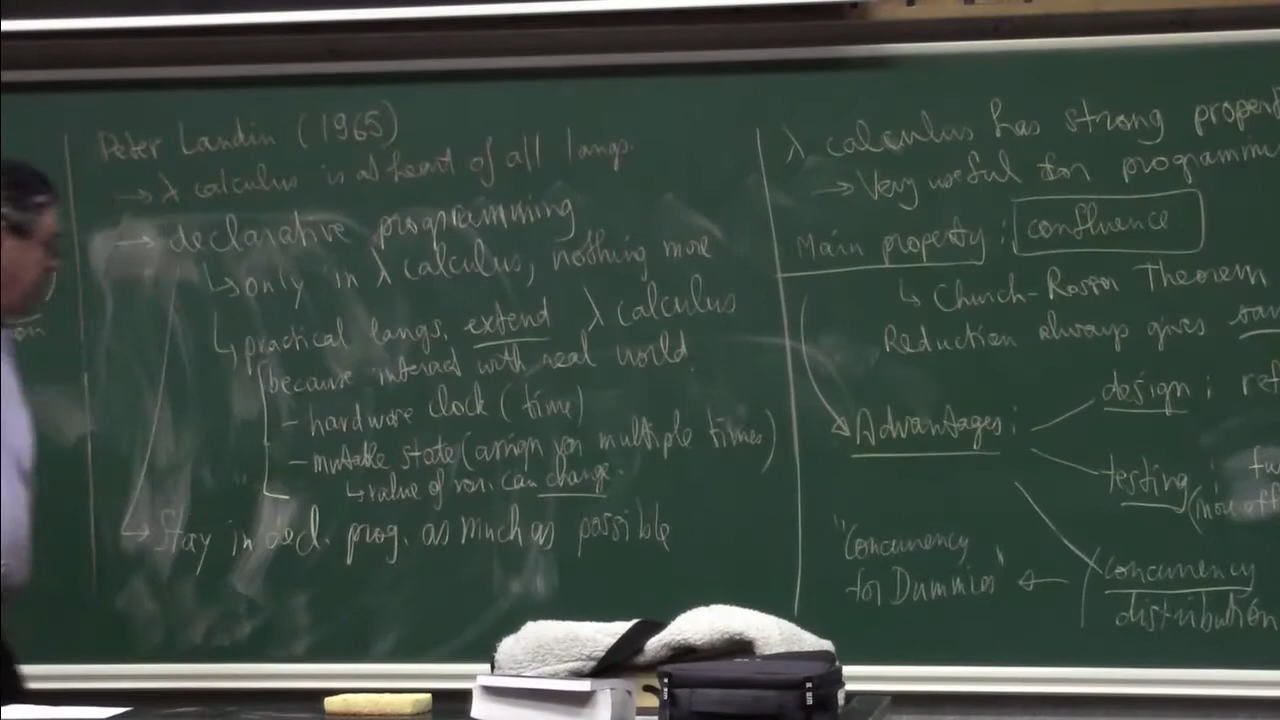 Peter Landin (1965)
→ λ calculus is at heart of all langs.
→ declarative programming
↳ only in λ calculus, nothing more
↳ practical langs. extend λ calculus
because interact with real world
- hardware clock (time)
- mutable state (assign var multiple times)
↳ value of var. can change.
↳ Stay in decl. prog. as much as possible
λ calculus has strong propert
→ Very useful for programmi
Main property: confluence
↳ Church-Rosser Theorem
Reduction always gives
Advantages:
design:
testing:
concurrency
distribution
"Concurrency
for Dummies" ←